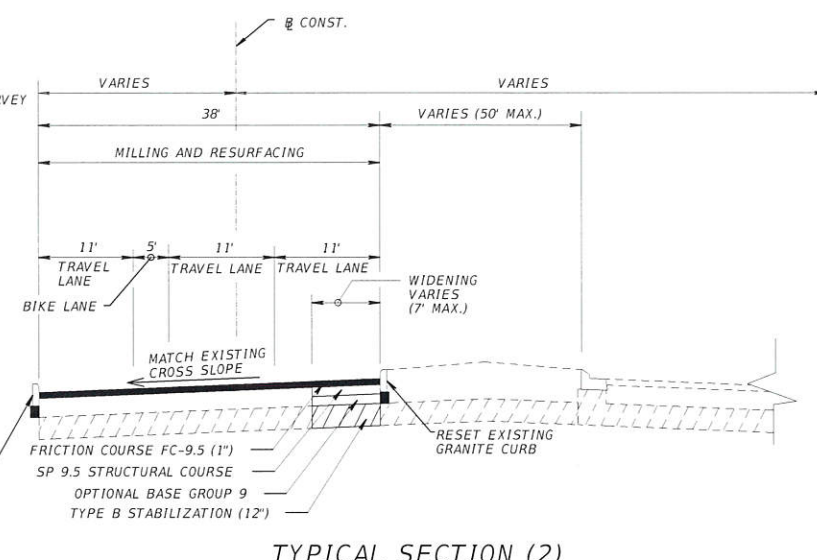 ℄ CONST.
VARIES
VARIES
38'
VARIES (50' MAX.)
MILLING AND RESURFACING
11'
5'
11'
11'
TRAVEL
LANE
TRAVEL LANE
TRAVEL LANE
BIKE LANE
WIDENING
VARIES
(7' MAX.)
MATCH EXISTING
CROSS SLOPE
FRICTION COURSE FC-9.5 (1")
SP 9.5 STRUCTURAL COURSE
OPTIONAL BASE GROUP 9
TYPE B STABILIZATION (12")
RESET EXISTING
GRANITE CURB
TYPICAL SECTION (2)